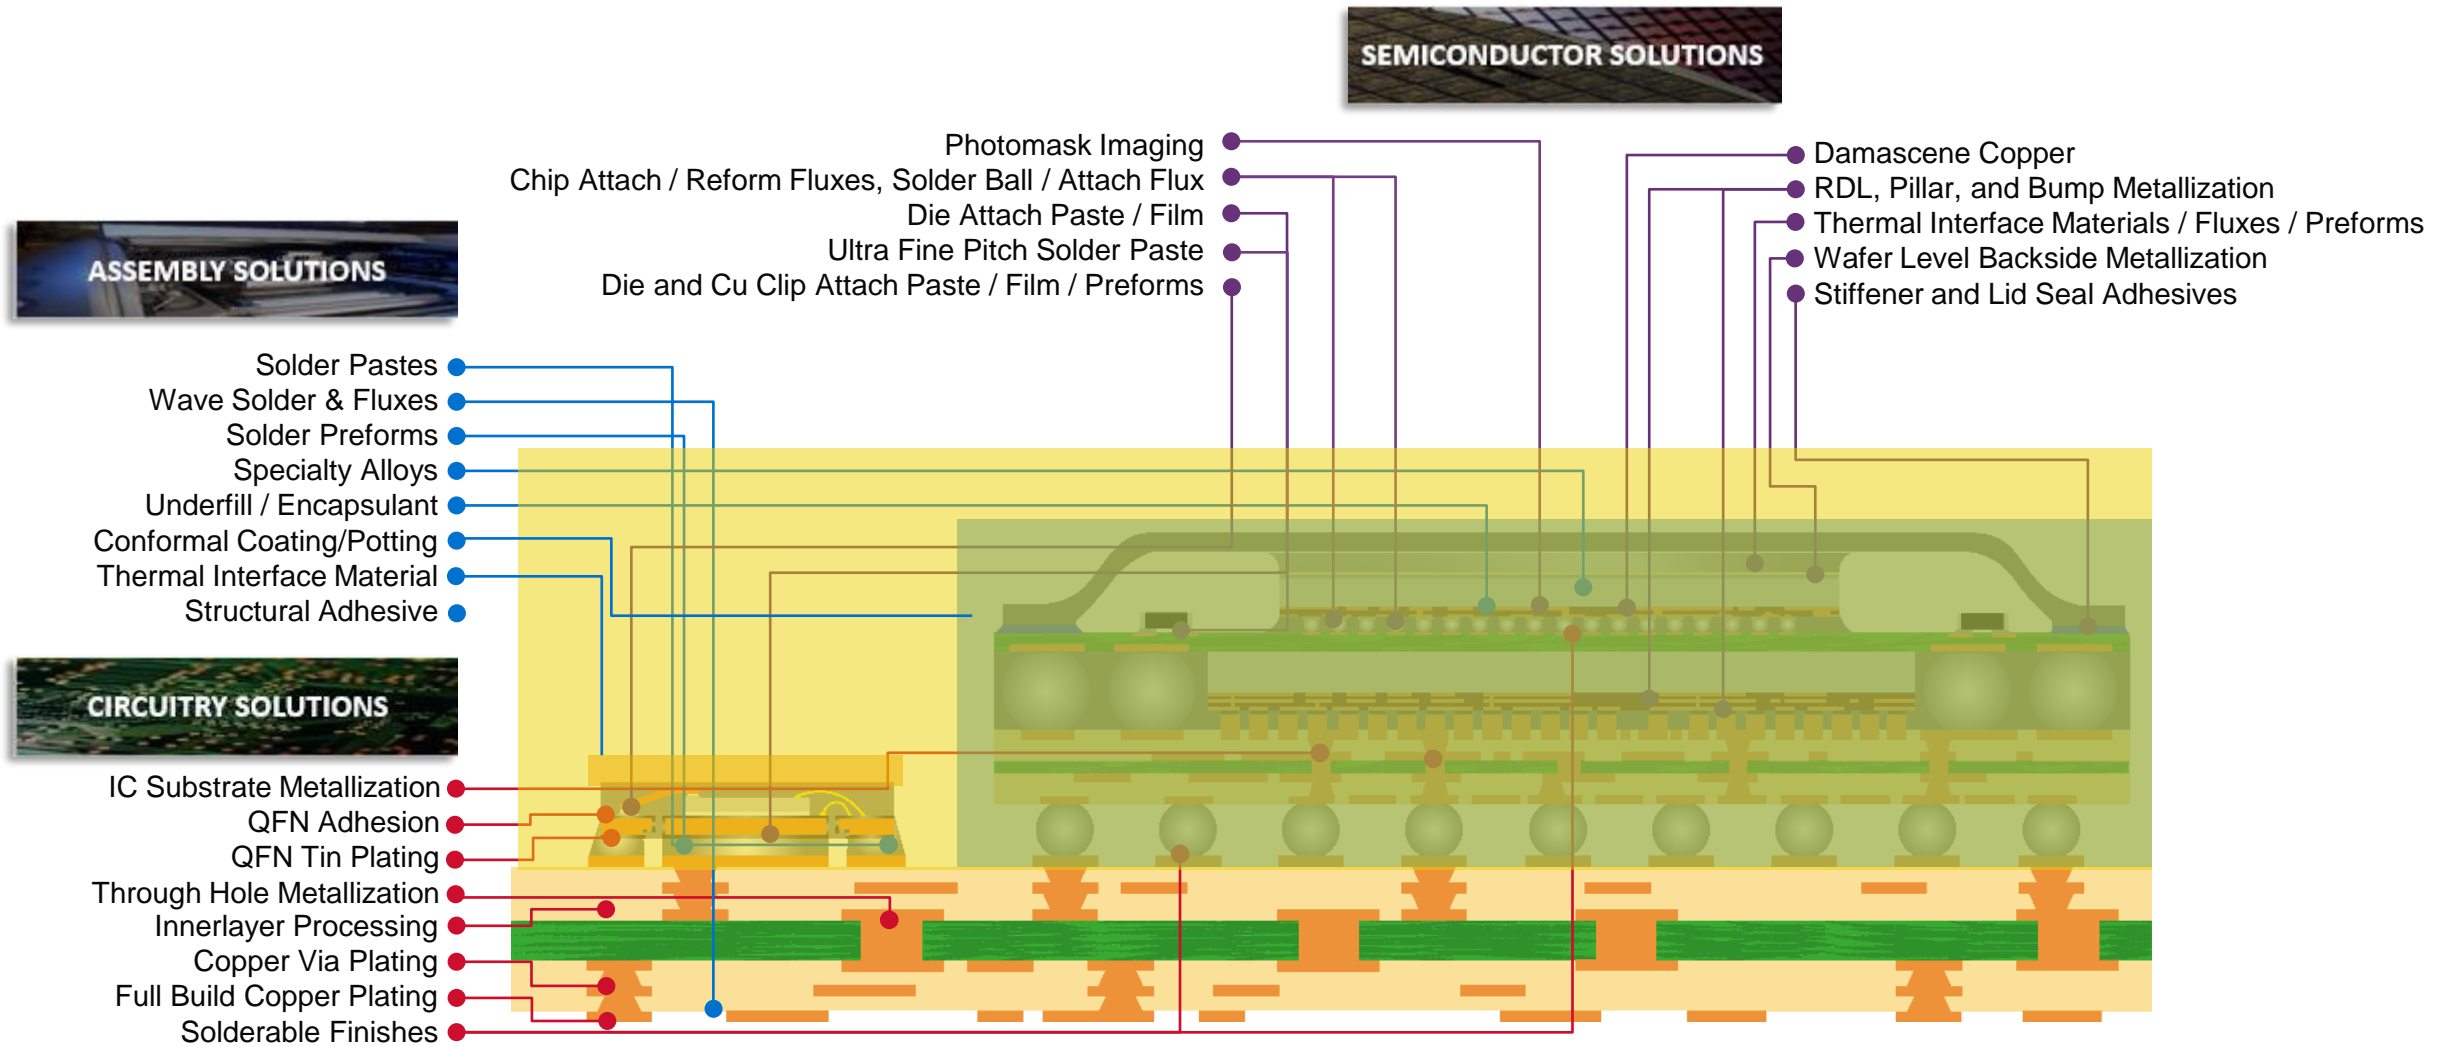 SEMICONDUCTOR SOLUTIONS
Photomask Imaging
Chip Attach / Reform Fluxes, Solder Ball / Attach Flux
Die Attach Paste / Film
Ultra Fine Pitch Solder Paste
Die and Cu Clip Attach Paste / Film / Preforms
Damascene Copper
RDL, Pillar, and Bump Metallization
Thermal Interface Materials / Fluxes / Preforms
Wafer Level Backside Metallization
Stiffener and Lid Seal Adhesives
ASSEMBLY SOLUTIONS
Solder Pastes
Wave Solder & Fluxes
Solder Preforms
Specialty Alloys
Underfill / Encapsulant
Conformal Coating/Potting
Thermal Interface Material
Structural Adhesive
CIRCUITRY SOLUTIONS
IC Substrate Metallization
QFN Adhesion
QFN Tin Plating
Through Hole Metallization
Innerlayer Processing
Copper Via Plating
Full Build Copper Plating
Solderable Finishes